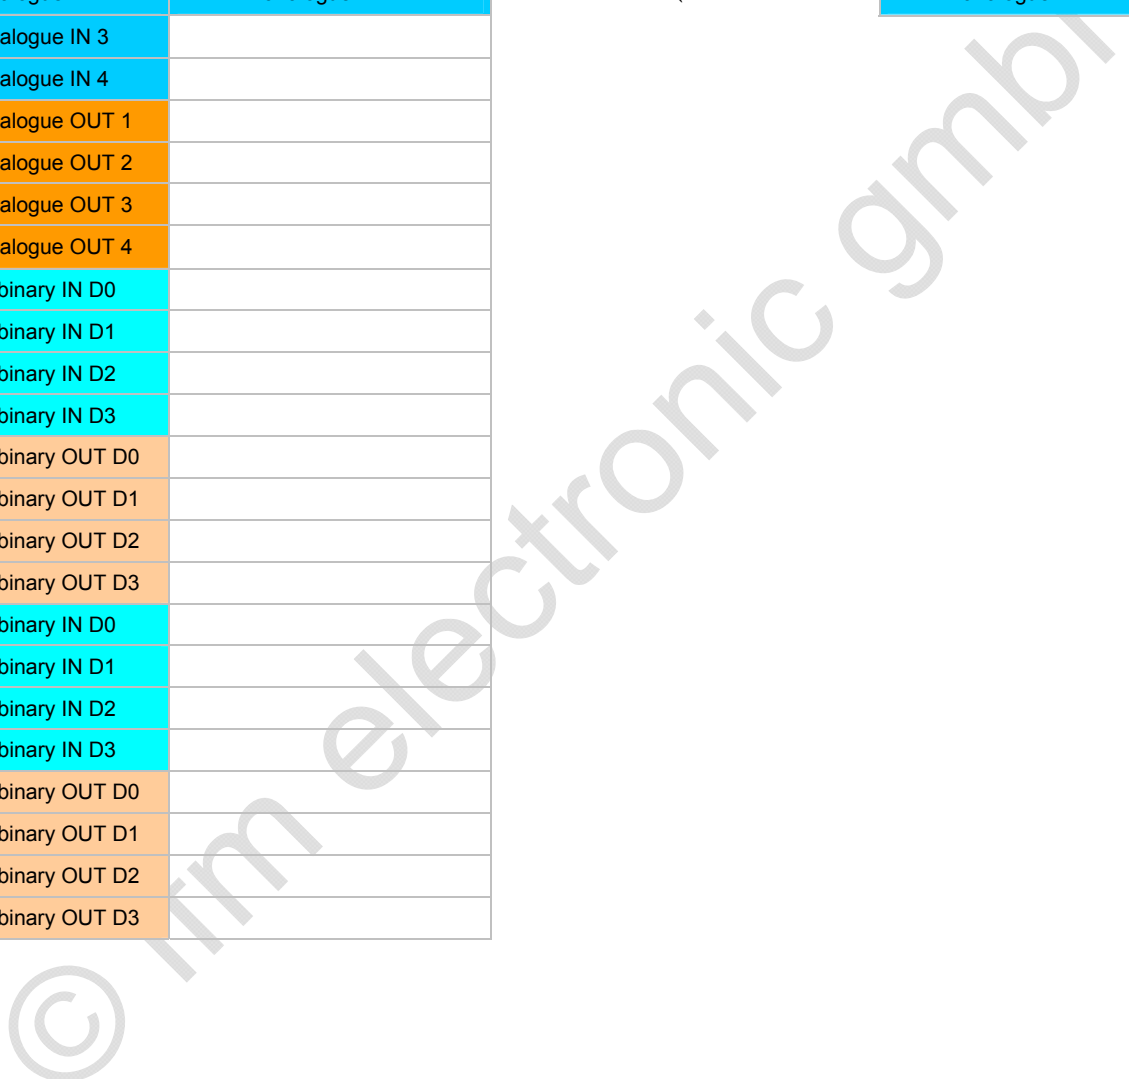 alogue IN 3
alogue IN 4
alogue OUT 1
alogue OUT 2
alogue OUT 3
alogue OUT 4
binary IN D0
binary IN D1
binary IN D2
binary IN D3
binary OUT D0
binary OUT D1
binary OUT D2
binary OUT D3
binary IN D0
binary IN D1
binary IN D2
binary IN D3
binary OUT D0
binary OUT D1
binary OUT D2
binary OUT D3
© ifm electronic gmbh